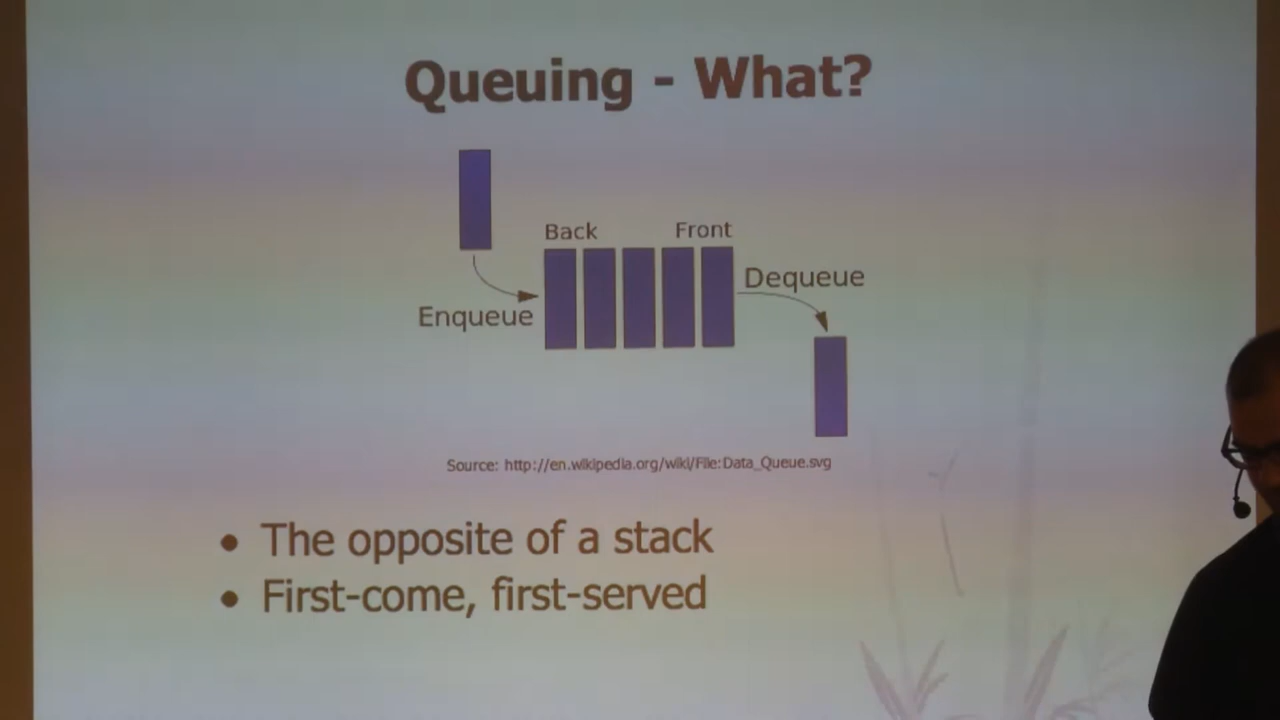 Queuing - What?
Back Front
Dequeue
Enqueue
Source: http://en.wikipedia.org/wiki/File:Data_Queue.svg
• The opposite of a stack
• First-come, first-served